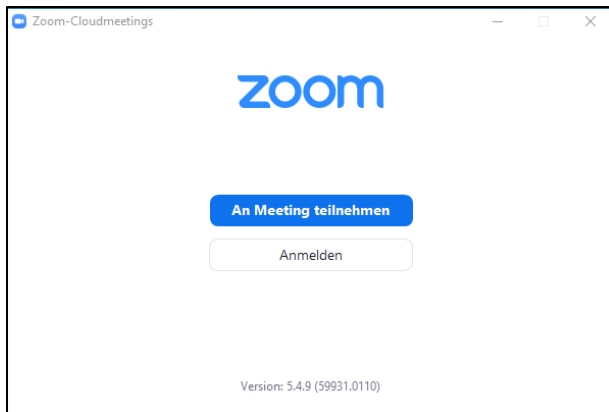 Zoom-Cloudmeetings
zoom
An Meeting teilnehmen
Anmelden
Version: 5.4.9 (59931.0110)